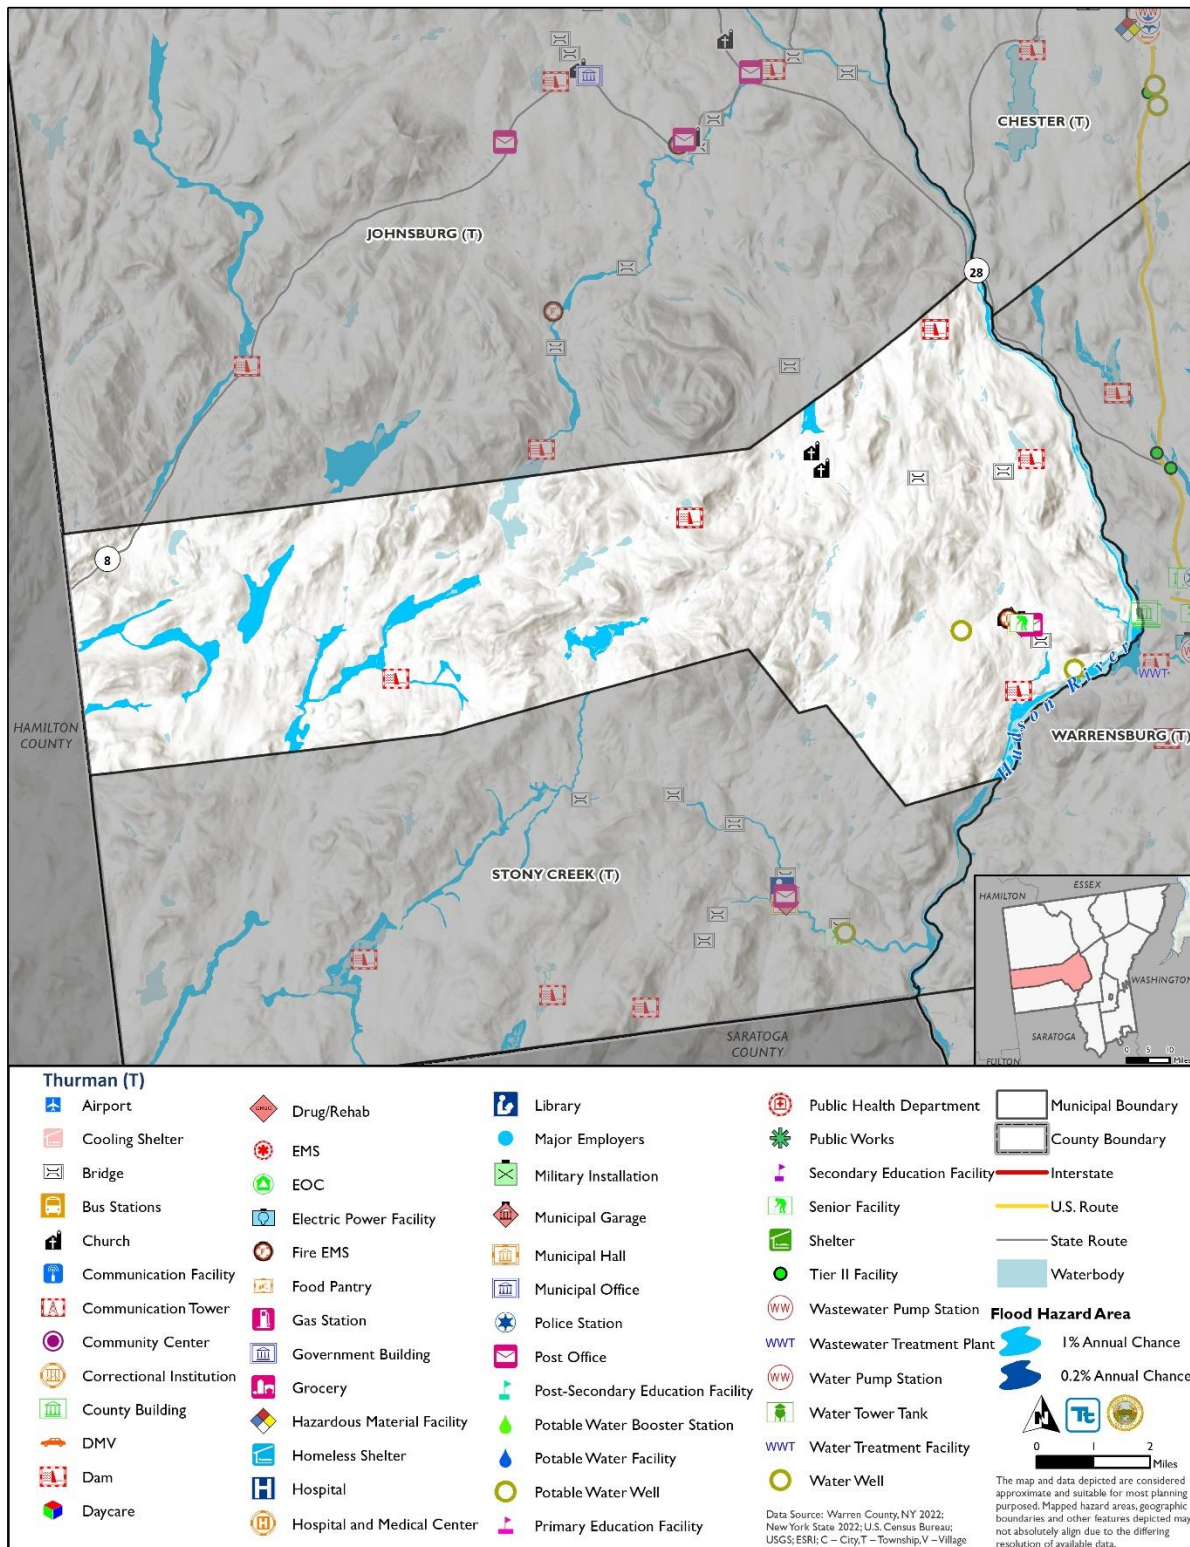 CHESTER (T)
JOHNSBURG (T)
28
8
Hudson River
HAMILTON
COUNTY
WWT
WARRENSBURG (T)
STONY CREEK (T)
SARATOGA
COUNTY
ESSEX
HAMILTON
WASHINGTON
SARATOGA
FULTON
0 5 10
Miles
Thurman (T)
Airport
Cooling Shelter
Bridge
Bus Stations
Church
Communication Facility
Communication Tower
Community Center
Correctional Institution
County Building
DMV
Dam
Daycare
Drug/Rehab
EMS
EOC
Electric Power Facility
Fire EMS
Food Pantry
Gas Station
Government Building
Grocery
Hazardous Material Facility
Homeless Shelter
H Hospital
H Hospital and Medical Center
Library
Major Employers
Military Installation
Municipal Garage
Municipal Hall
Municipal Office
Police Station
Post Office
Post-Secondary Education Facility
Potable Water Booster Station
Potable Water Facility
Potable Water Well
Primary Education Facility
Public Health Department
Public Works
Secondary Education Facility
Senior Facility
Shelter
Tier II Facility
WW Wastewater Pump Station
WWT Wastewater Treatment Plant
WW Water Pump Station
Water Tower Tank
WWT Water Treatment Facility
Water Well
Data Source: Warren County, NY 2022;
New York State 2022; U.S. Census Bureau;
USGS; ESRI; C – City, T – Township, V – Village
Municipal Boundary
County Boundary
Interstate
U.S. Route
State Route
Waterbody
Flood Hazard Area
1% Annual Chance
0.2% Annual Chance
N Tt
0 1 2
Miles
The map and data depicted are considered
approximate and suitable for most planning
purposed. Mapped hazard areas, geographic
boundaries and other features depicted may
not absolutely align due to the differing
resolution of available data.